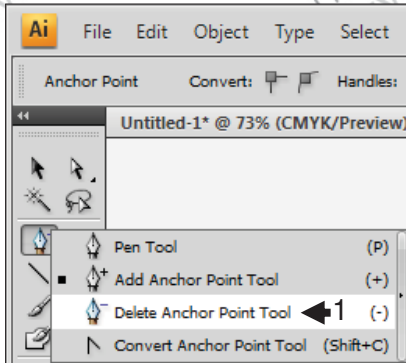 Ai File Edit Object Type Select
Anchor Point Convert: Handles:
Untitled-1* @ 73% (CMYK/Preview)
Pen Tool (P)
Add Anchor Point Tool (+)
Delete Anchor Point Tool 1 (-)
Convert Anchor Point Tool (Shift+C)